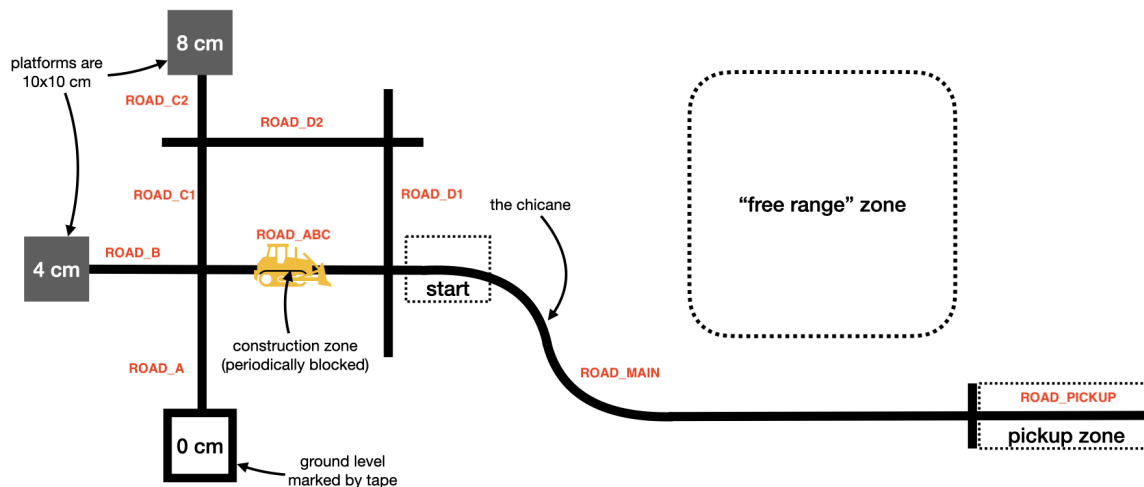 8 cm
platforms are
10x10 cm
ROAD_C2
ROAD_D2
ROAD_C1
ROAD_D1
the chicane
“free range” zone
ROAD_ABC
ROAD_B
4 cm
start
construction zone
(periodically blocked)
ROAD_A
ROAD_MAIN
ROAD_PICKUP
pickup zone
0 cm
ground level
marked by tape